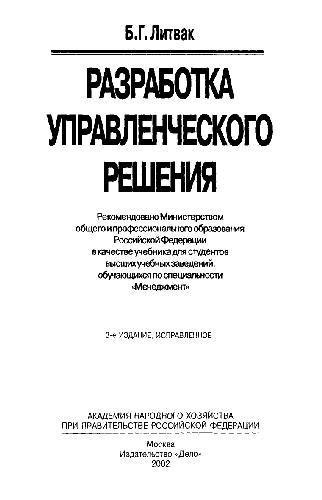 Б.Г. Литвак
РАЗРАБОТКА
УПРАВЛЕНЧЕСКОГО
РЕШЕНИЯ
Рекомендовано Министерством
общего и профессионального образования
Российской Федерации
в качестве учебника для студентов
высших учебных заведений,
обучающихся по специальности
«Менеджмент»
3-е ИЗДАНИЕ, ИСПРАВЛЕННОЕ
АКАДЕМИЯ НАРОДНОГО ХОЗЯЙСТВА
ПРИ ПРАВИТЕЛЬСТВЕ РОССИЙСКОЙ ФЕДЕРАЦИИ
Москва
Издательство «Дело»
2002